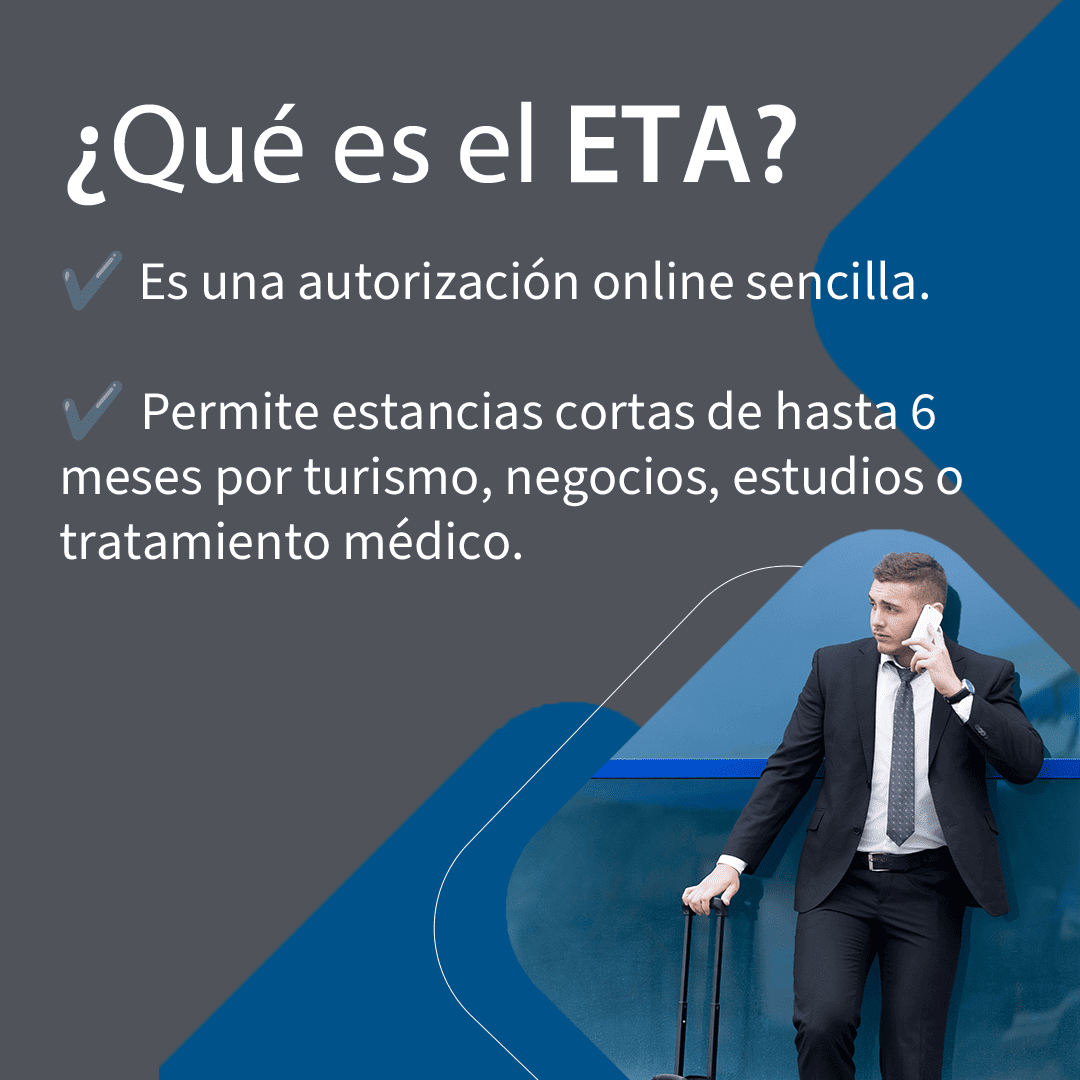 ¿Qué es el ETA?
✔ Es una autorización online sencilla.
✔ Permite estancias cortas de hasta 6
meses por turismo, negocios, estudios o
tratamiento médico.